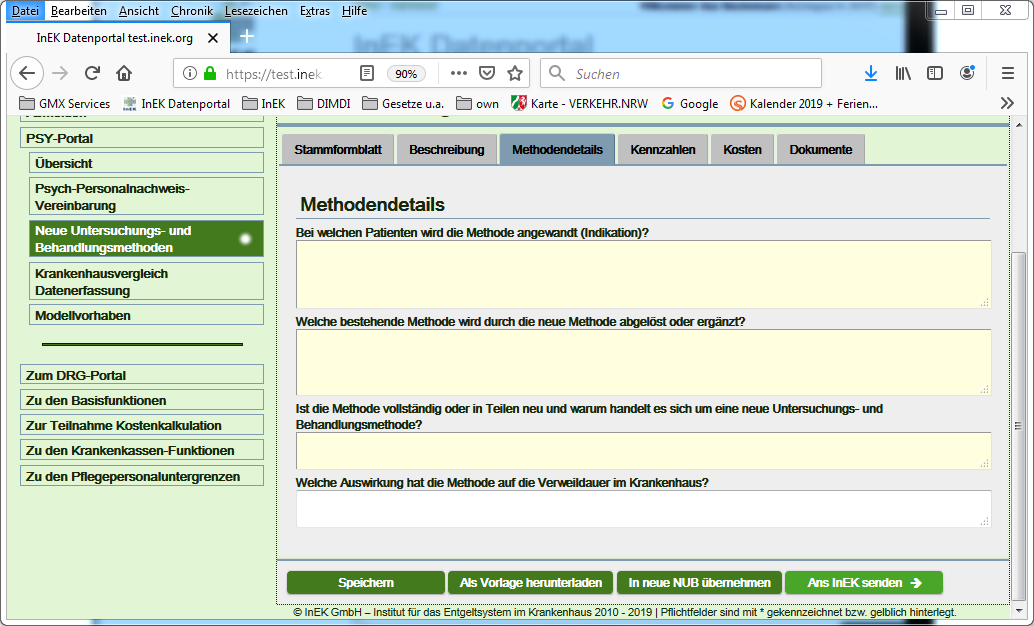 Datei Bearbeiten Ansicht Chronik Lesezeichen Extras Hilfe
InEK Datenportal
InEK Datenportal test.inek.org
https://test.inek
90%
Suchen
GMX Services InEK Datenportal InEK DIMDI Gesetze u.a. own Karte - VERKEHR.NRW Google Kalender 2019 + Ferien...
PSY-Portal
Übersicht
Psych-Personalnachweis-
Vereinbarung
Neue Untersuchungs- und
Behandlungsmethoden
Krankenhausvergleich
Datenerfassung
Modellvorhaben
Zum DRG-Portal
Zu den Basisfunktionen
Zur Teilnahme Kostenkalkulation
Zu den Krankenkassen-Funktionen
Zu den Pflegepersonaluntergrenzen
Stammformblatt Beschreibung Methodendetails Kennzahlen Kosten Dokumente
Methodendetails
Bei welchen Patienten wird die Methode angewandt (Indikation)?
Welche bestehende Methode wird durch die neue Methode abgelöst oder ergänzt?
Ist die Methode vollständig oder in Teilen neu und warum handelt es sich um eine neue Untersuchungs- und
Behandlungsmethode?
Welche Auswirkung hat die Methode auf die Verweildauer im Krankenhaus?
Speichern Als Vorlage herunterladen In neue NUB übernehmen Ans InEK senden
© InEK GmbH – Institut für das Entgeltsystem im Krankenhaus 2010 - 2019 | Pflichtfelder sind mit * gekennzeichnet bzw. gelblich hinterlegt.